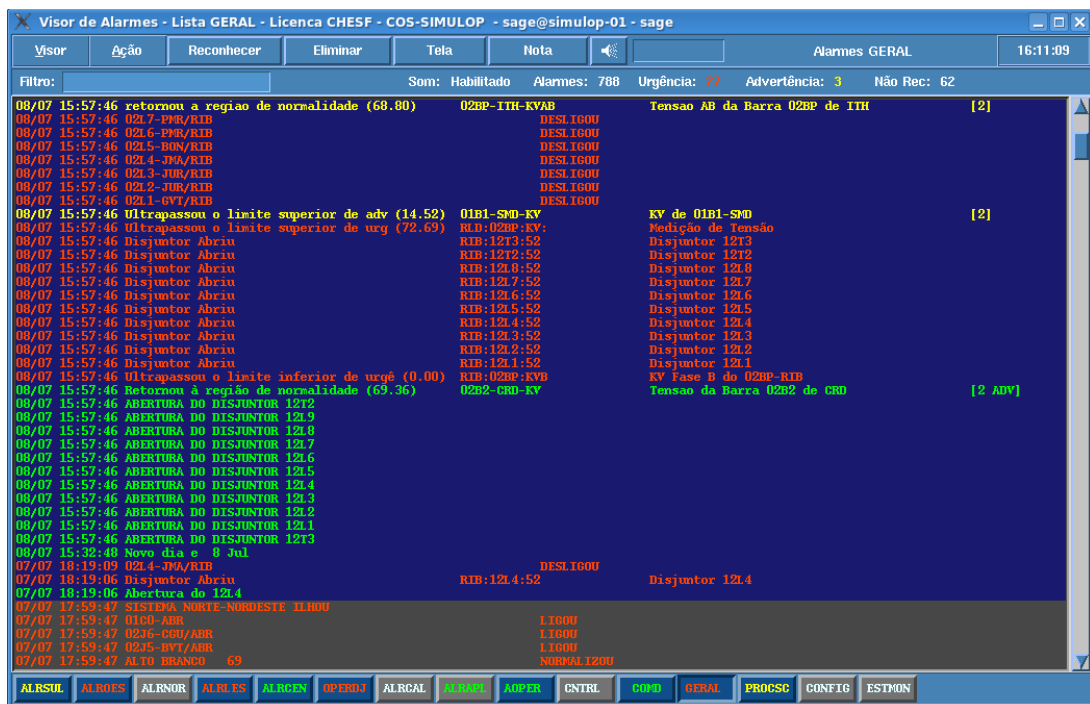 Visor de Alarmes - Lista GERAL - Licenca CHESF - COS-SIMULOP - sage@simulop-01 - sage
Visor Ação Reconhecer Eliminar Tela Nota Alarmes GERAL 16:11:09
Filtro: Som: Habilitado Alarmes: 788 Urgência: Advertência: 3 Não Rec: 62
08/07 15:57:46 retornou a regiao de normalidade (68.80) 02BP-ITH-KVAB Tensao AB da Barra 02BP de ITH [2]
08/07 15:57:46 02L7-PMR/RIB DESLIGOU
08/07 15:57:46 02L6-PMR/RIB DESLIGOU
08/07 15:57:46 02L5-BON/RIB DESLIGOU
08/07 15:57:46 02L4-JMA/RIB DESLIGOU
08/07 15:57:46 02L3-JUR/RIB DESLIGOU
08/07 15:57:46 02L2-JUR/RIB DESLIGOU
08/07 15:57:46 02L1-GVT/RIB DESLIGOU
08/07 15:57:46 Ultrapassou o limite superior de adv (14.52) 01B1-SMD-KV KV de 01B1-SMD [2]
08/07 15:57:46 Ultrapassou o limite superior de urg (72.69) RLD:02BP:KV: Medição de Tensão
08/07 15:57:46 Disjuntor Abriu RIB:12T3:52 Disjuntor 12T3
08/07 15:57:46 Disjuntor Abriu RIB:12T2:52 Disjuntor 12T2
08/07 15:57:46 Disjuntor Abriu RIB:12L8:52 Disjuntor 12L8
08/07 15:57:46 Disjuntor Abriu RIB:12L7:52 Disjuntor 12L7
08/07 15:57:46 Disjuntor Abriu RIB:12L6:52 Disjuntor 12L6
08/07 15:57:46 Disjuntor Abriu RIB:12L5:52 Disjuntor 12L5
08/07 15:57:46 Disjuntor Abriu RIB:12L4:52 Disjuntor 12L4
08/07 15:57:46 Disjuntor Abriu RIB:12L3:52 Disjuntor 12L3
08/07 15:57:46 Disjuntor Abriu RIB:12L2:52 Disjuntor 12L2
08/07 15:57:46 Disjuntor Abriu RIB:12L1:52 Disjuntor 12L1
08/07 15:57:46 Ultrapassou o limite inferior de urgê (0.00) RIB:02BP:KVB KV Fase B do 02BP-RIB
08/07 15:57:46 Retornou à região de normalidade (69.36) 02B2-GRD-KV Tensao da Barra 02B2 de GRD [2 ADV]
08/07 15:57:46 ABERTURA DO DISJUNTOR 12T2
08/07 15:57:46 ABERTURA DO DISJUNTOR 12L9
08/07 15:57:46 ABERTURA DO DISJUNTOR 12L8
08/07 15:57:46 ABERTURA DO DISJUNTOR 12L7
08/07 15:57:46 ABERTURA DO DISJUNTOR 12L6
08/07 15:57:46 ABERTURA DO DISJUNTOR 12L5
08/07 15:57:46 ABERTURA DO DISJUNTOR 12L4
08/07 15:57:46 ABERTURA DO DISJUNTOR 12L3
08/07 15:57:46 ABERTURA DO DISJUNTOR 12L2
08/07 15:57:46 ABERTURA DO DISJUNTOR 12L1
08/07 15:57:46 ABERTURA DO DISJUNTOR 12T3
08/07 15:32:48 Novo dia e 8 Jul
07/07 18:19:09 02L4-JMA/RIB DESLIGOU
07/07 18:19:06 Disjuntor Abriu RIB:12L4:52 Disjuntor 12L4
07/07 18:19:06 Abertura do 12L4
07/07 17:59:47 SISTEMA NORTE-NORDESTE ILHOU
07/07 17:59:47 01C0-ABR LIGOU
07/07 17:59:47 02J6-CGU/ABR LIGOU
07/07 17:59:47 02J5-BVT/ABR LIGOU
07/07 17:59:47 ALTO BRANCO 69 NORMALIZOU
ALRSUL ALROES ALRNOR ALRLES ALRCEN OPERDJ ALRCAL ALRAPL AOPER CNTRL COMD GERAL PROCSC CONFIG ESTMON